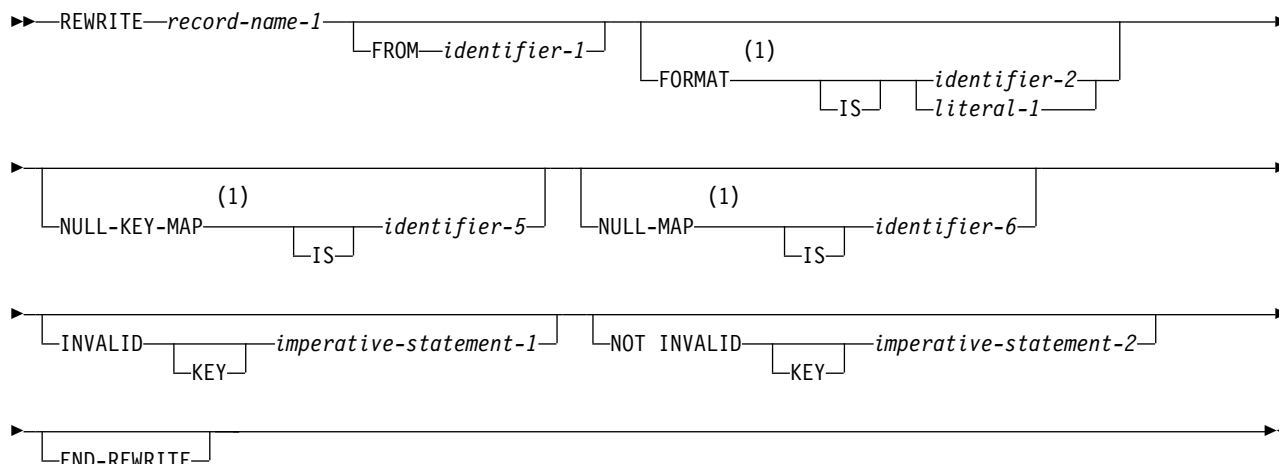 REWRITE record-name-1
FROM identifier-1
(1)
FORMAT identifier-2
IS literal-1
(1) (1)
NULL-KEY-MAP identifier-5 NULL-MAP identifier-6
IS IS
INVALID imperative-statement-1 NOT INVALID imperative-statement-2
KEY KEY
END-REWRITE